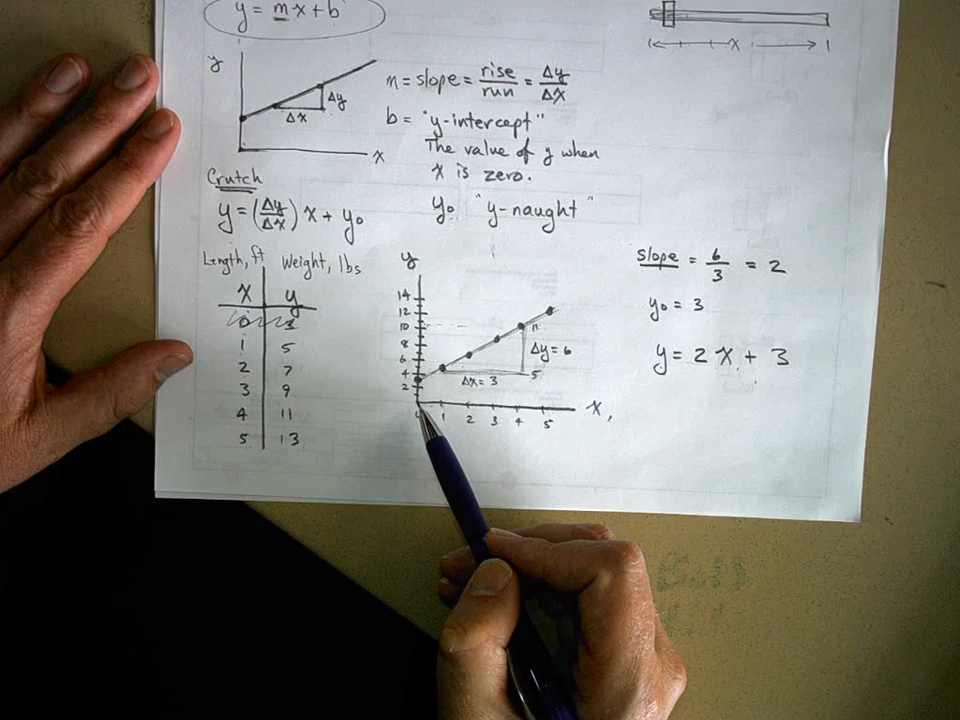 y = mx + b
|← x →|
y
Δy
Δx
x
m = slope = rise/run = Δy/Δx
b = "y-intercept"
The value of y when
x is zero.
Crutch
y = (Δy/Δx) x + y₀
y₀ "y-naught"
Length, ft Weight, lbs
x y
0 3
1 5
2 7
3 9
4 11
5 13
y
14
12
10
8
6
4
2
11
Δy = 6
5
Δx = 3
1 2 3 4 5
x,
slope = 6/3 = 2
y₀ = 3
y = 2x + 3